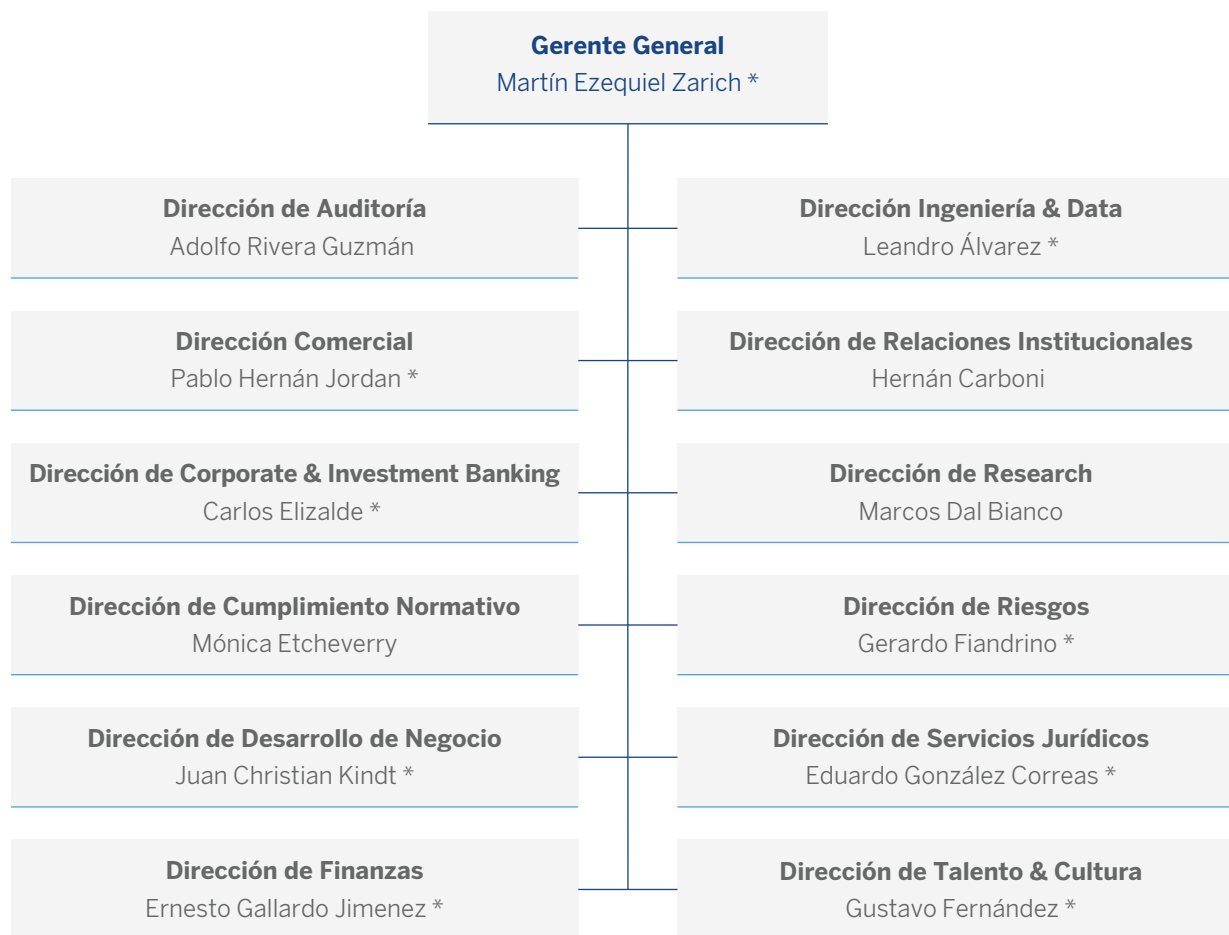 Gerente General
Martín Ezequiel Zarich *
Dirección de Auditoría
Adolfo Rivera Guzmán
Dirección Ingeniería & Data
Leandro Álvarez *
Dirección Comercial
Pablo Hernán Jordan *
Dirección de Relaciones Institucionales
Hernán Carboni
Dirección de Corporate & Investment Banking
Carlos Elizalde *
Dirección de Research
Marcos Dal Bianco
Dirección de Cumplimiento Normativo
Mónica Etcheverry
Dirección de Riesgos
Gerardo Fiandrino *
Dirección de Desarrollo de Negocio
Juan Christian Kindt *
Dirección de Servicios Jurídicos
Eduardo González Correas *
Dirección de Finanzas
Ernesto Gallardo Jimenez *
Dirección de Talento & Cultura
Gustavo Fernández *